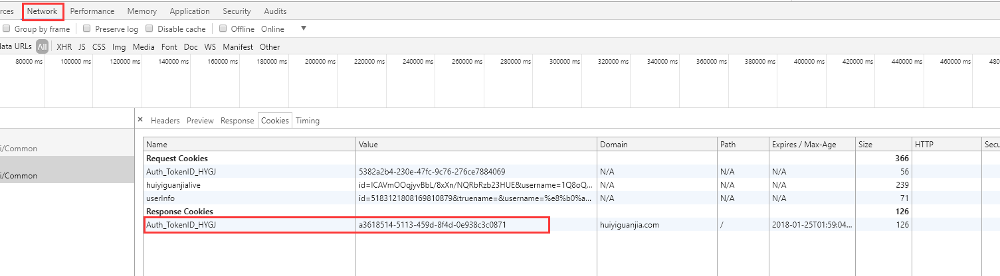 rces Network Performance Memory Application Security Audits
Group by frame Preserve log Disable cache Offline Online
data URLs All XHR JS CSS Img Media Font Doc WS Manifest Other
80000 ms 100000 ms 120000 ms 140000 ms 160000 ms 180000 ms 200000 ms 220000 ms 240000 ms 260000 ms 280000 ms 300000 ms 320000 ms 340000 ms 360000 ms 380000 ms 400000 ms 420000 ms 440000 ms 460000 ms 480
× Headers Preview Response Cookies Timing
Name Value Domain Path Expires / Max-Age Size HTTP Secu
i/Common
Request Cookies 366
Auth_TokenID_HYGJ 5382a2b4-230e-47fc-9c76-276ce7884069 N/A N/A N/A 56
i/Common
huiyiguanjialive id=ICAVmOOqjyvBbL/8xXn/NQRbRzb23HUE&username=1Q8oQ... N/A N/A N/A 239
userInfo id=5183121808169810879&truename=&username=%e8%b0%a... N/A N/A N/A 71
Response Cookies 126
Auth_TokenID_HYGJ a3618514-5113-459d-8f4d-0e938c3c0871 huiyiguanjia.com / 2018-01-25T01:59:04... 126